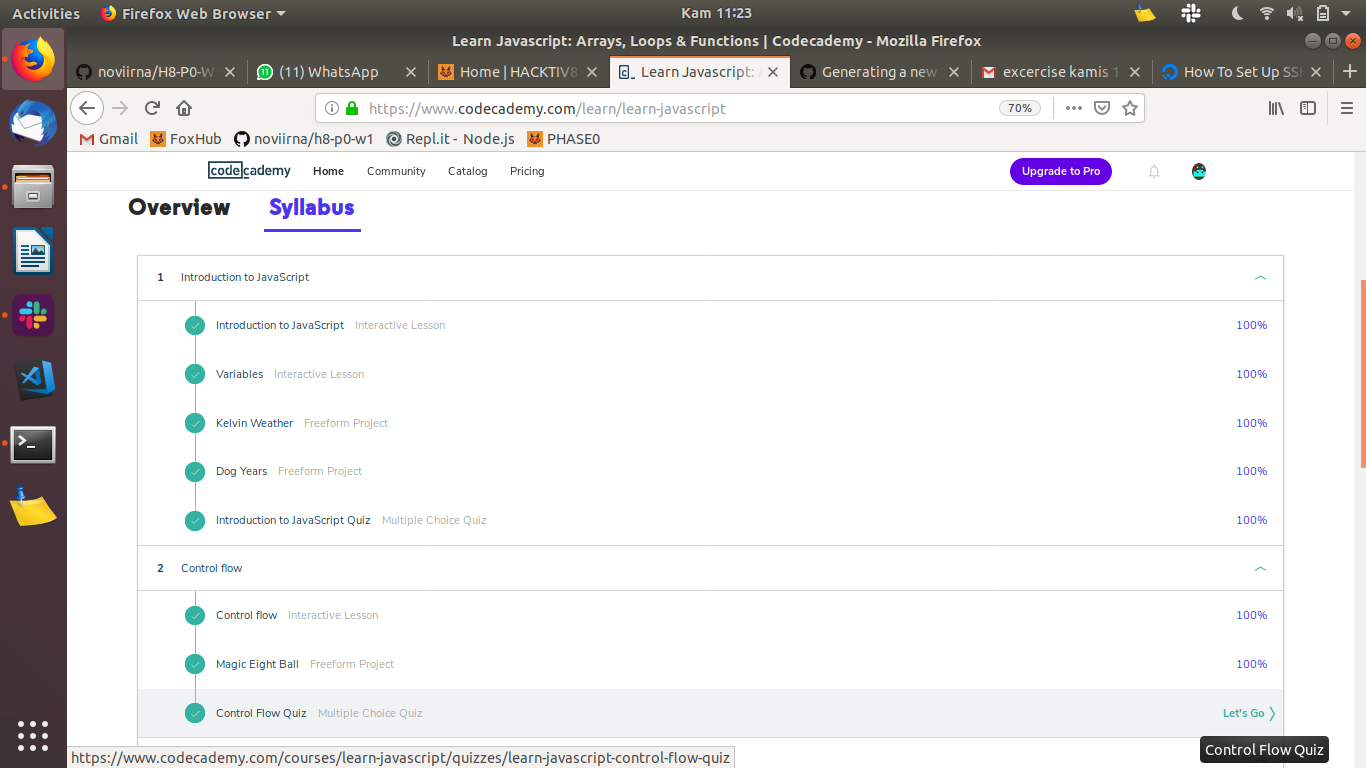 Activities Firefox Web Browser Kam 11:23
Learn Javascript: Arrays, Loops & Functions | Codecademy - Mozilla Firefox
noviirna/H8-P0-W (11) WhatsApp Home | HACKTIV8 Learn Javascript: Generating a new excercise kamis 1 How To Set Up SSH
https://www.codecademy.com/learn/learn-javascript 70%
Gmail FoxHub noviirna/h8-p0-w1 Repl.it - Node.js PHASE0
codecademy Home Community Catalog Pricing Upgrade to Pro
Overview Syllabus
1 Introduction to JavaScript
Introduction to JavaScript Interactive Lesson 100%
Variables Interactive Lesson 100%
Kelvin Weather Freeform Project 100%
Dog Years Freeform Project 100%
Introduction to JavaScript Quiz Multiple Choice Quiz 100%
2 Control flow
Control flow Interactive Lesson 100%
Magic Eight Ball Freeform Project 100%
Control Flow Quiz Multiple Choice Quiz Let's Go
Control Flow Quiz
https://www.codecademy.com/courses/learn-javascript/quizzes/learn-javascript-control-flow-quiz